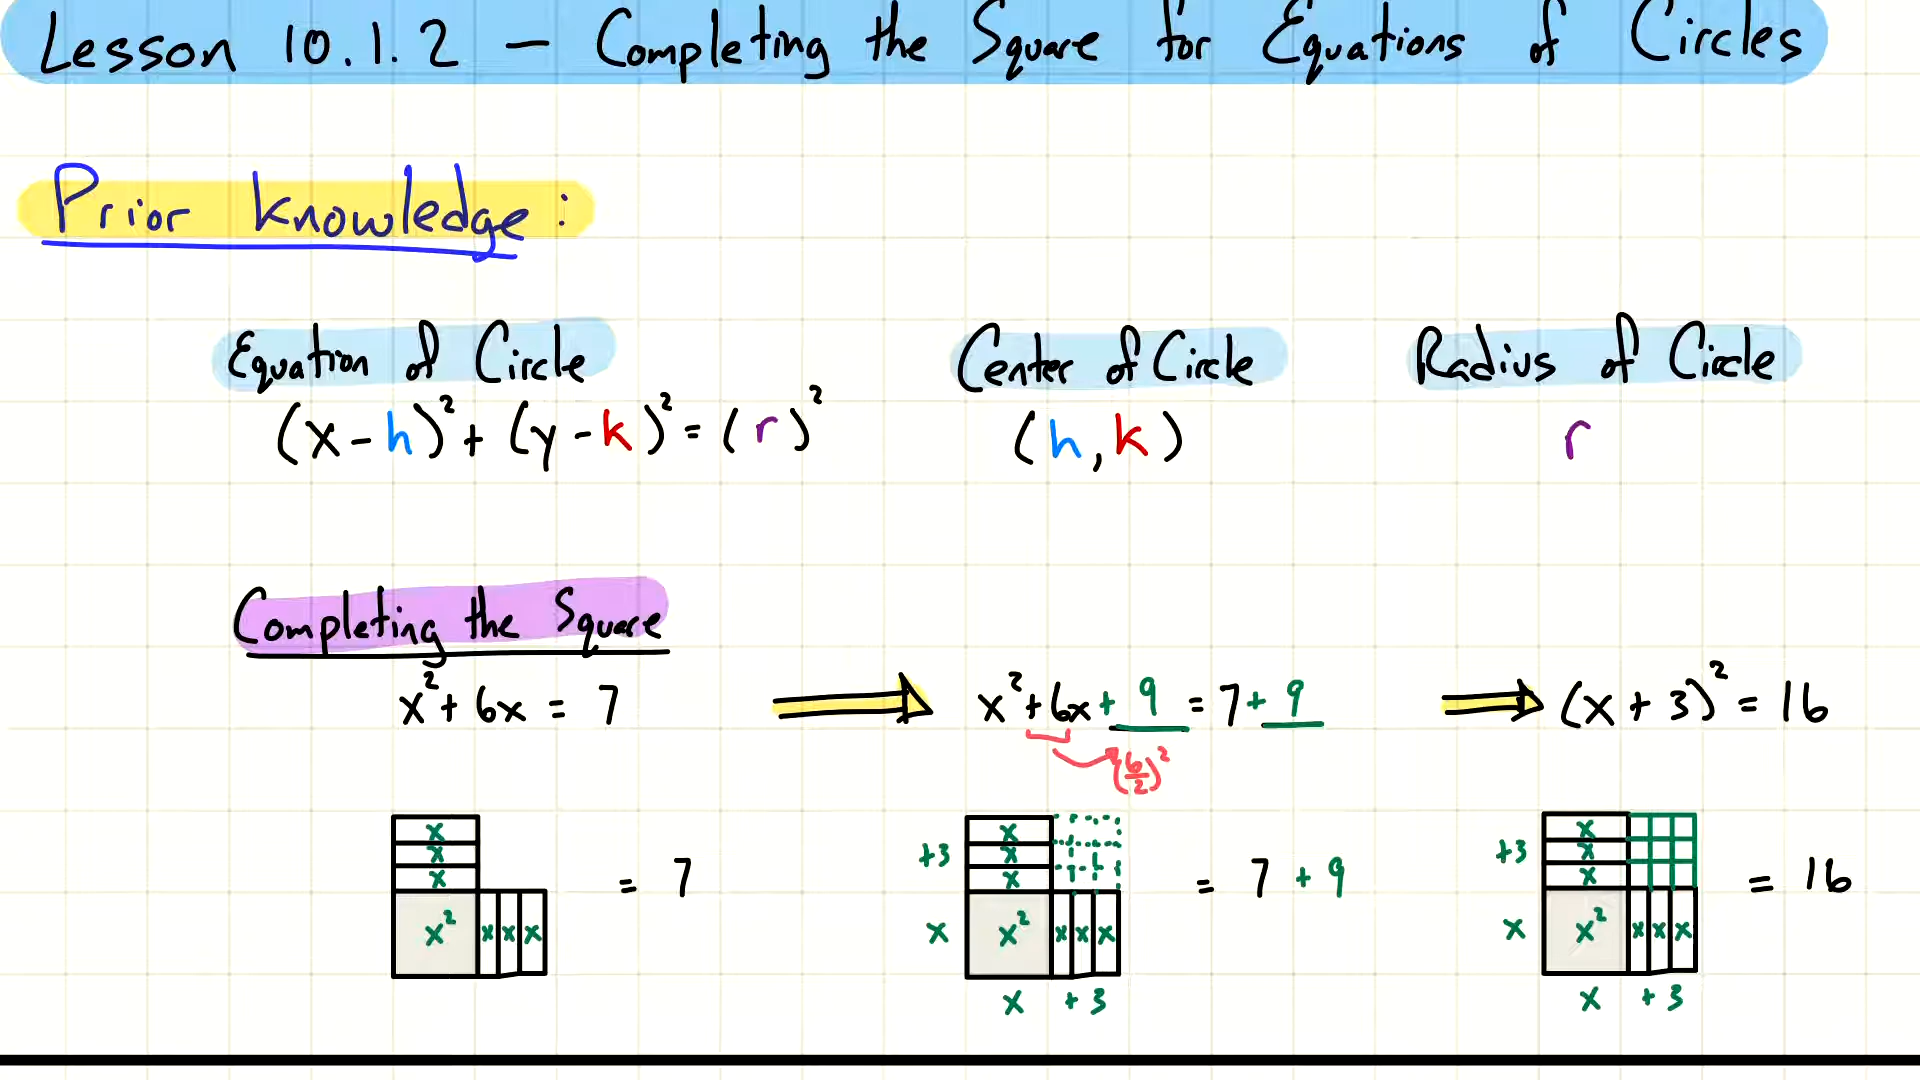 Lesson 10.1.2 – Completing the Square for Equations of Circles
Prior knowledge:
Equation of Circle
Center of Circle
Radius of Circle
(x-h)²+(y-k)²=(r)²
(h,k)
r
Completing the Square
x²+6x = 7
x²+6x+9=7+9
(x+3)²=16
(6/2)²
x
x
x
x² x x x
= 7
+3
x
x
x
x
x
x² x x x
x +3
= 7 +9
+3
x
x
x
x
x
x² x x x
x +3
= 16